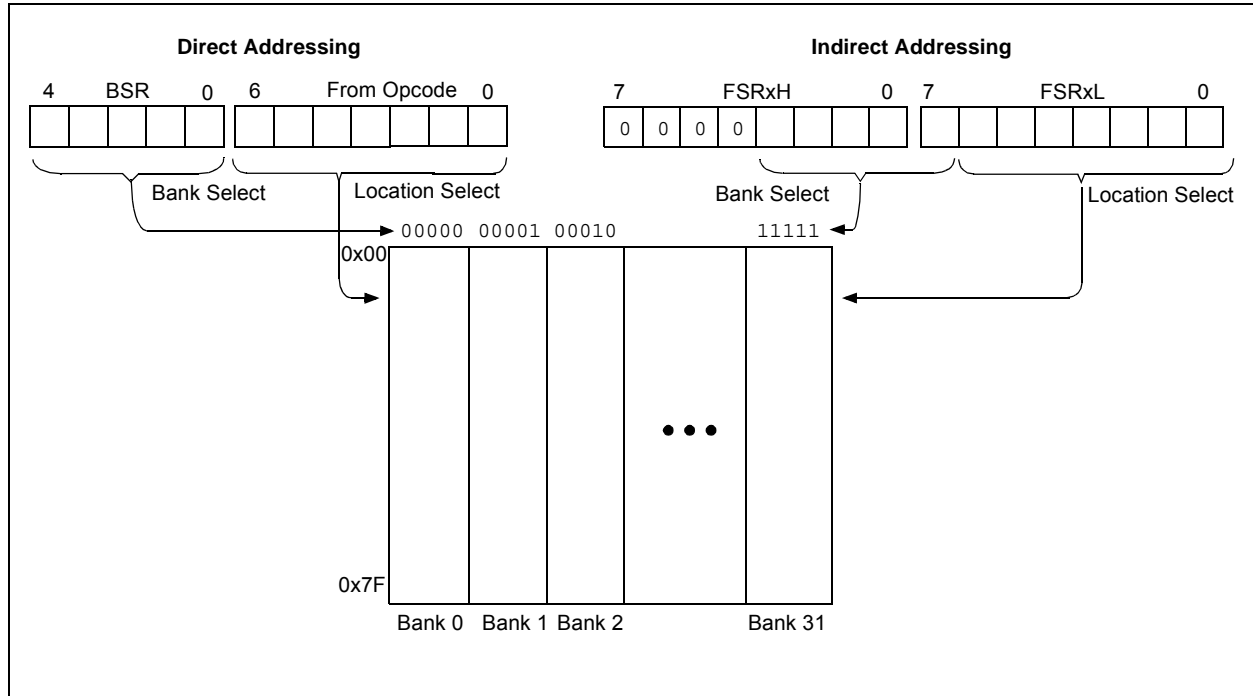 Direct Addressing
Indirect Addressing
4 BSR 0 6 From Opcode 0
7 FSRxH 0 7 FSRxL 0
0 0 0 0
Bank Select
Location Select
Bank Select
Location Select
00000 00001 00010 11111
0x00
0x7F
Bank 0 Bank 1 Bank 2 Bank 31